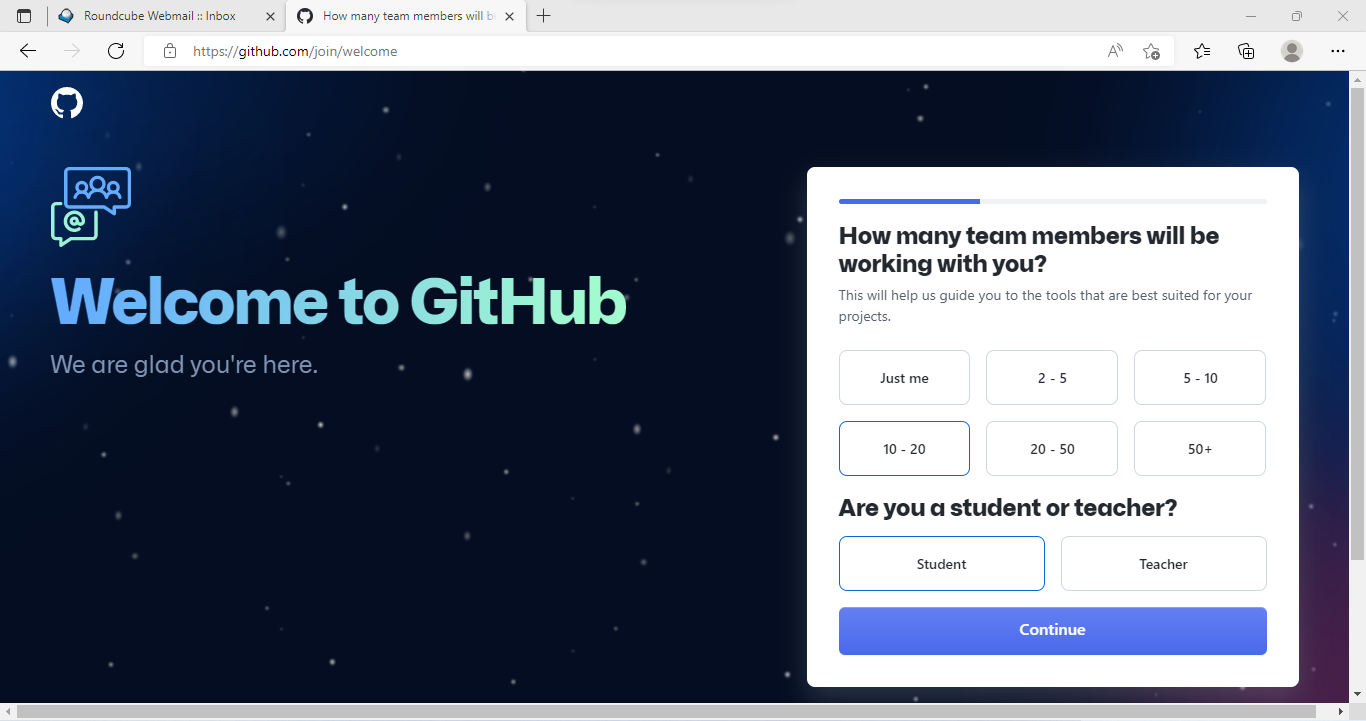 Roundcube Webmail :: Inbox
How many team members will b
https://github.com/join/welcome
Welcome to GitHub
We are glad you're here.
How many team members will be
working with you?
This will help us guide you to the tools that are best suited for your
projects.
Just me
2 - 5
5 - 10
10 - 20
20 - 50
50+
Are you a student or teacher?
Student
Teacher
Continue